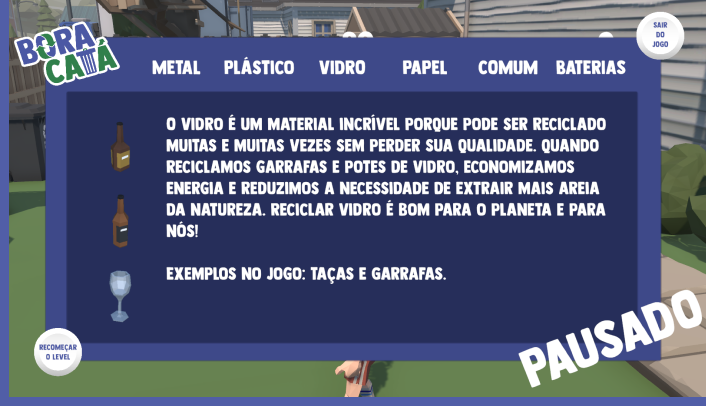 SAIR
DO
JOGO
BORA
CATÁ
METAL PLÁSTICO VIDRO PAPEL COMUM BATERIAS
O VIDRO É UM MATERIAL INCRÍVEL PORQUE PODE SER RECICLADO
MUITAS E MUITAS VEZES SEM PERDER SUA QUALIDADE. QUANDO
RECICLAMOS GARRAFAS E POTES DE VIDRO, ECONOMIZAMOS
ENERGIA E REDUZIMOS A NECESSIDADE DE EXTRAIR MAIS AREIA
DA NATUREZA. RECICLAR VIDRO É BOM PARA O PLANETA E PARA
NÓS!
EXEMPLOS NO JOGO: TAÇAS E GARRAFAS.
RECOMEÇAR
O LEVEL
PAUSADO